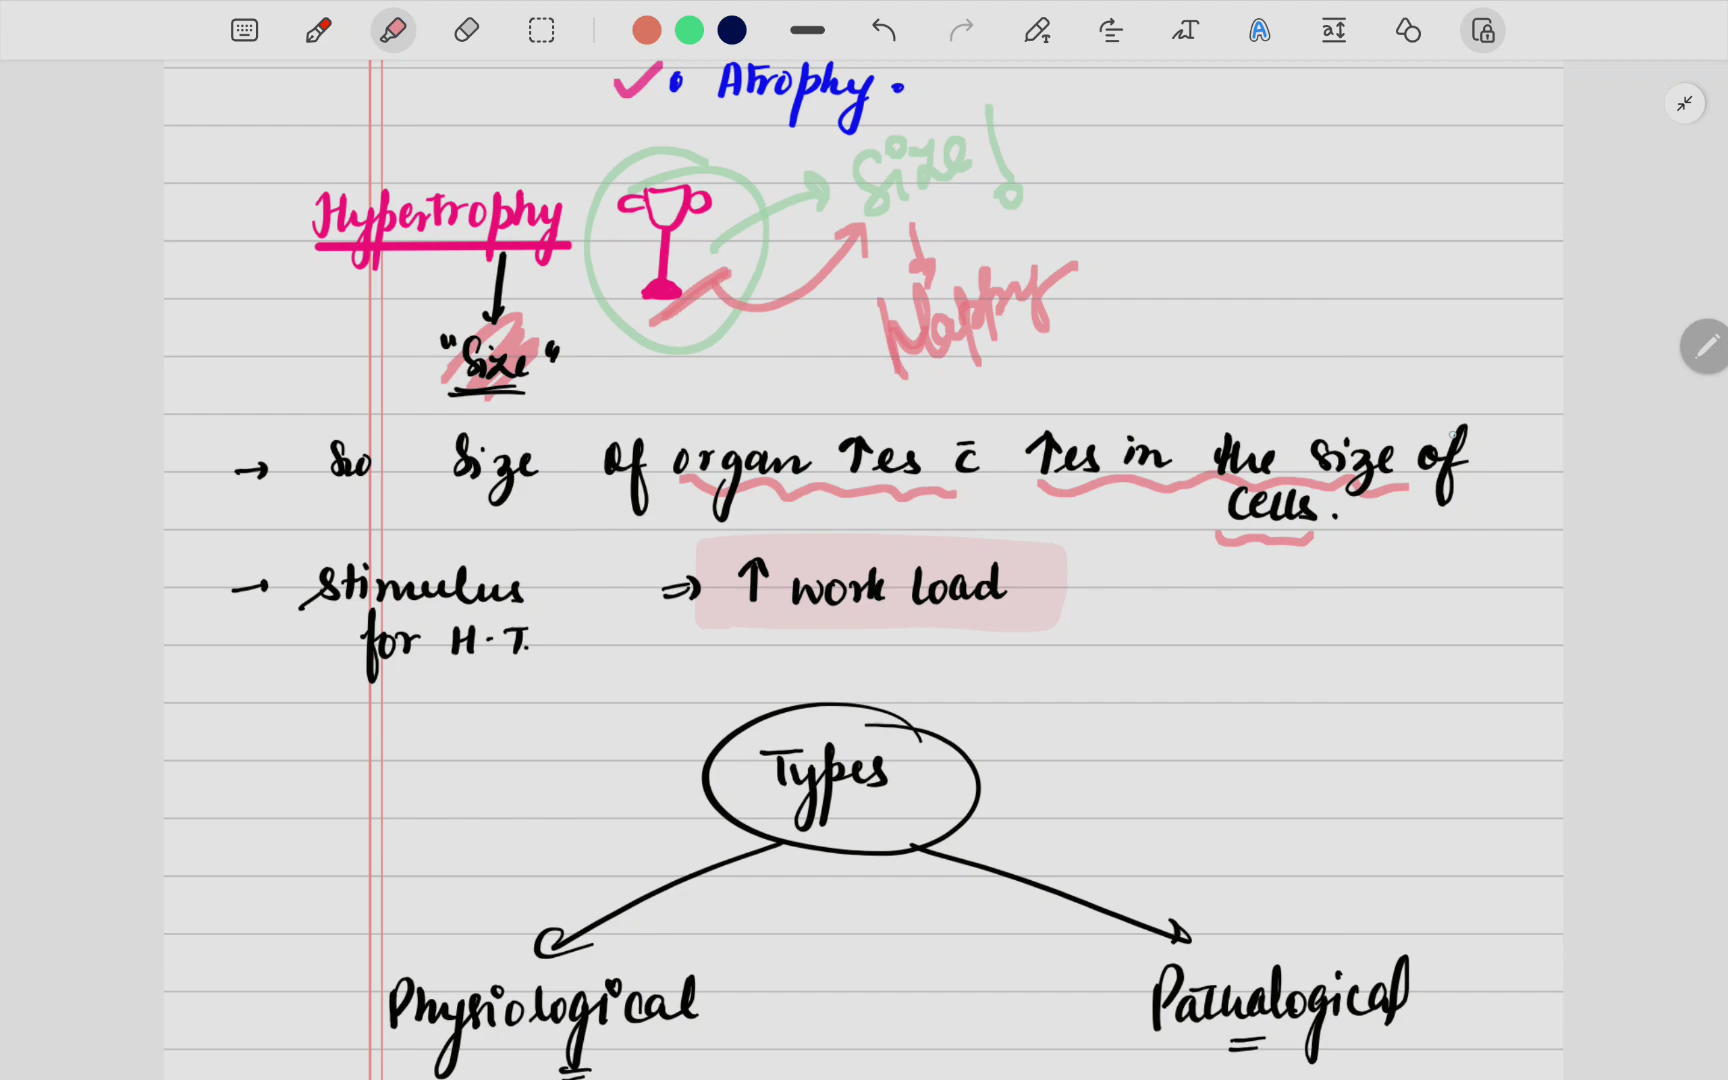 • Atrophy.
Size!
Hypertrophy
Happy
"Size"
→ So Size of organ ↑es c̄ ↑es in the size of
cells.
→ Stimulus ⇒ ↑ work load
for H.T.
Types
Physiological Pathalogical